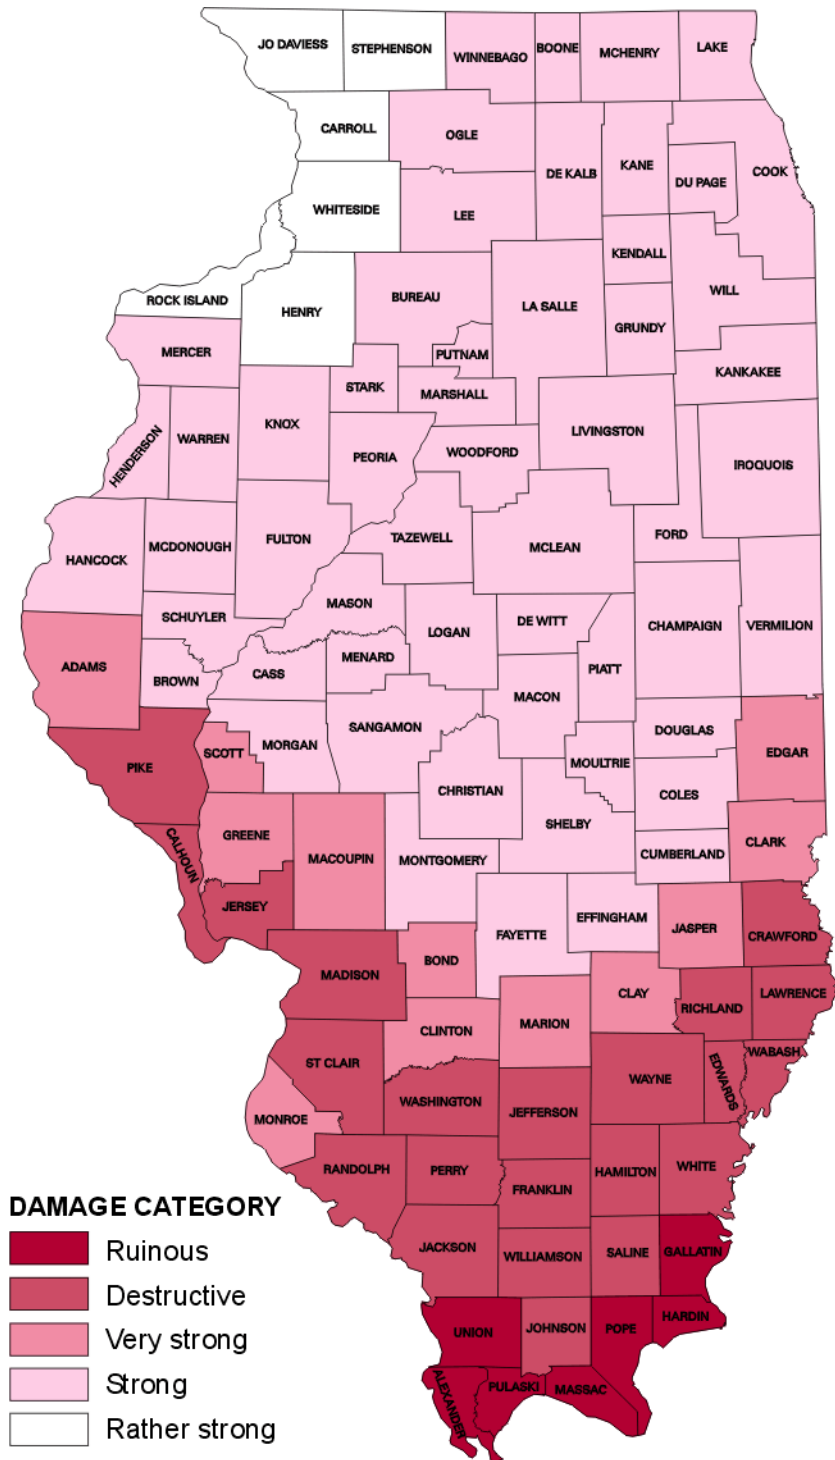 JO DAVIESS
STEPHENSON
WINNEBAGO
BOONE
MCHENRY
LAKE
CARROLL
OGLE
DE KALB
KANE
DU PAGE
COOK
WHITESIDE
LEE
KENDALL
ROCK ISLAND
HENRY
BUREAU
LA SALLE
GRUNDY
WILL
MERCER
PUTNAM
KANKAKEE
STARK
MARSHALL
HENDERSON
WARREN
KNOX
PEORIA
WOODFORD
LIVINGSTON
IROQUOIS
HANCOCK
MCDONOUGH
FULTON
TAZEWELL
MCLEAN
FORD
SCHUYLER
MASON
LOGAN
DE WITT
CHAMPAIGN
VERMILION
ADAMS
BROWN
CASS
MENARD
PIATT
MACON
PIKE
SCOTT
MORGAN
SANGAMON
DOUGLAS
EDGAR
MOULTRIE
CHRISTIAN
COLES
SHELBY
CALHOUN
GREENE
MACOUPIN
MONTGOMERY
CUMBERLAND
CLARK
JERSEY
FAYETTE
EFFINGHAM
JASPER
CRAWFORD
MADISON
BOND
CLAY
RICHLAND
LAWRENCE
CLINTON
MARION
ST CLAIR
WAYNE
EDWARDS
WABASH
MONROE
WASHINGTON
JEFFERSON
RANDOLPH
PERRY
FRANKLIN
HAMILTON
WHITE
JACKSON
WILLIAMSON
SALINE
GALLATIN
UNION
JOHNSON
POPE
HARDIN
ALEXANDER
PULASKI
MASSAC
DAMAGE CATEGORY
Ruinous
Destructive
Very strong
Strong
Rather strong